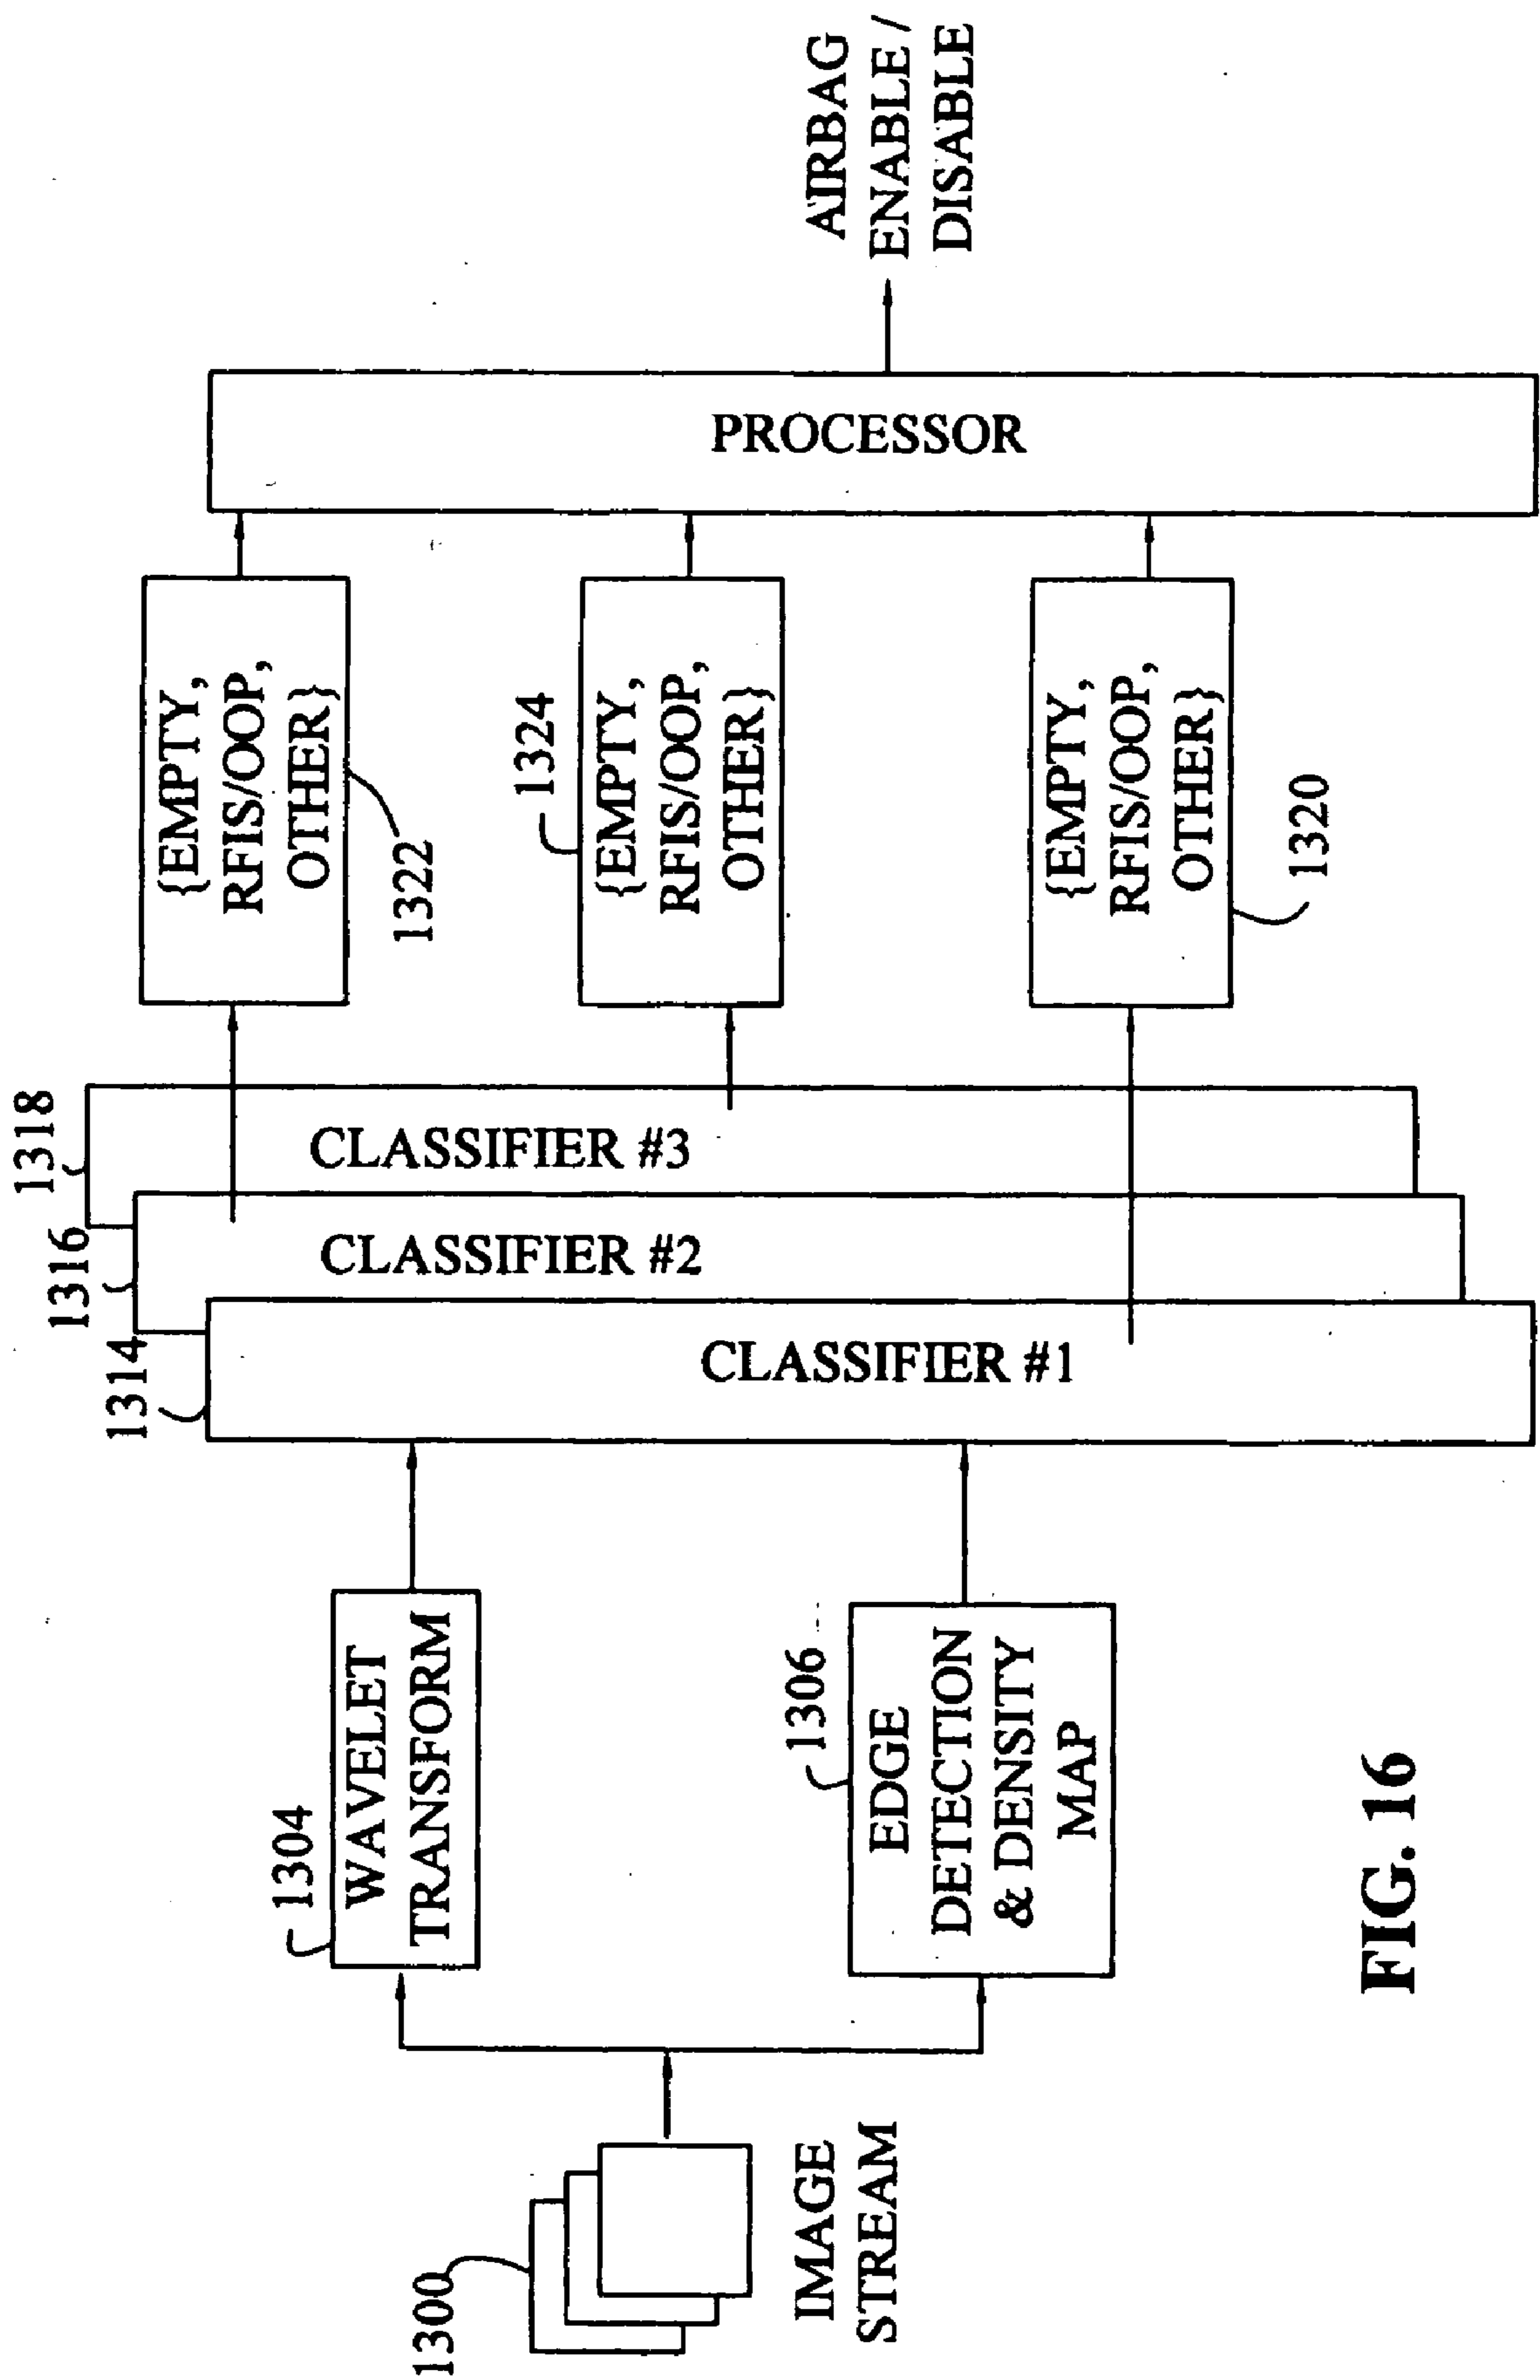 1300
IMAGE
STREAM
1304
WAVELET
TRANSFORM
1306
EDGE
DETECTION
& DENSITY
MAP
1314
1316
1318
CLASSIFIER #1
CLASSIFIER #2
CLASSIFIER #3
{EMPTY,
RFIS/OOP,
OTHER}
1322
1324
{EMPTY,
RFIS/OOP,
OTHER}
{EMPTY,
RFIS/OOP,
OTHER}
1320
PROCESSOR
AIRBAG
ENABLE /
DISABLE
FIG. 16